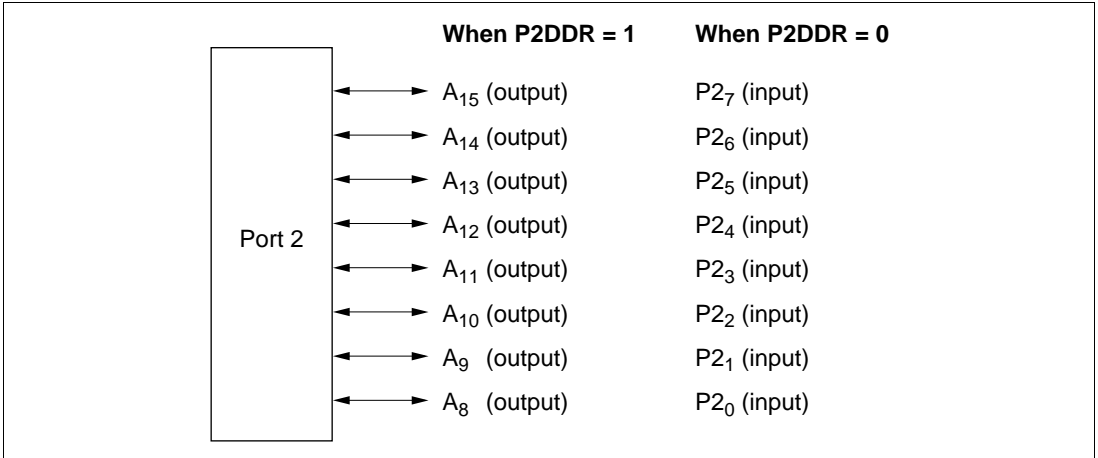 When P2DDR = 1 When P2DDR = 0
A15 (output) P27 (input)
A14 (output) P26 (input)
A13 (output) P25 (input)
A12 (output) P24 (input)
Port 2
A11 (output) P23 (input)
A10 (output) P22 (input)
A9 (output) P21 (input)
A8 (output) P20 (input)